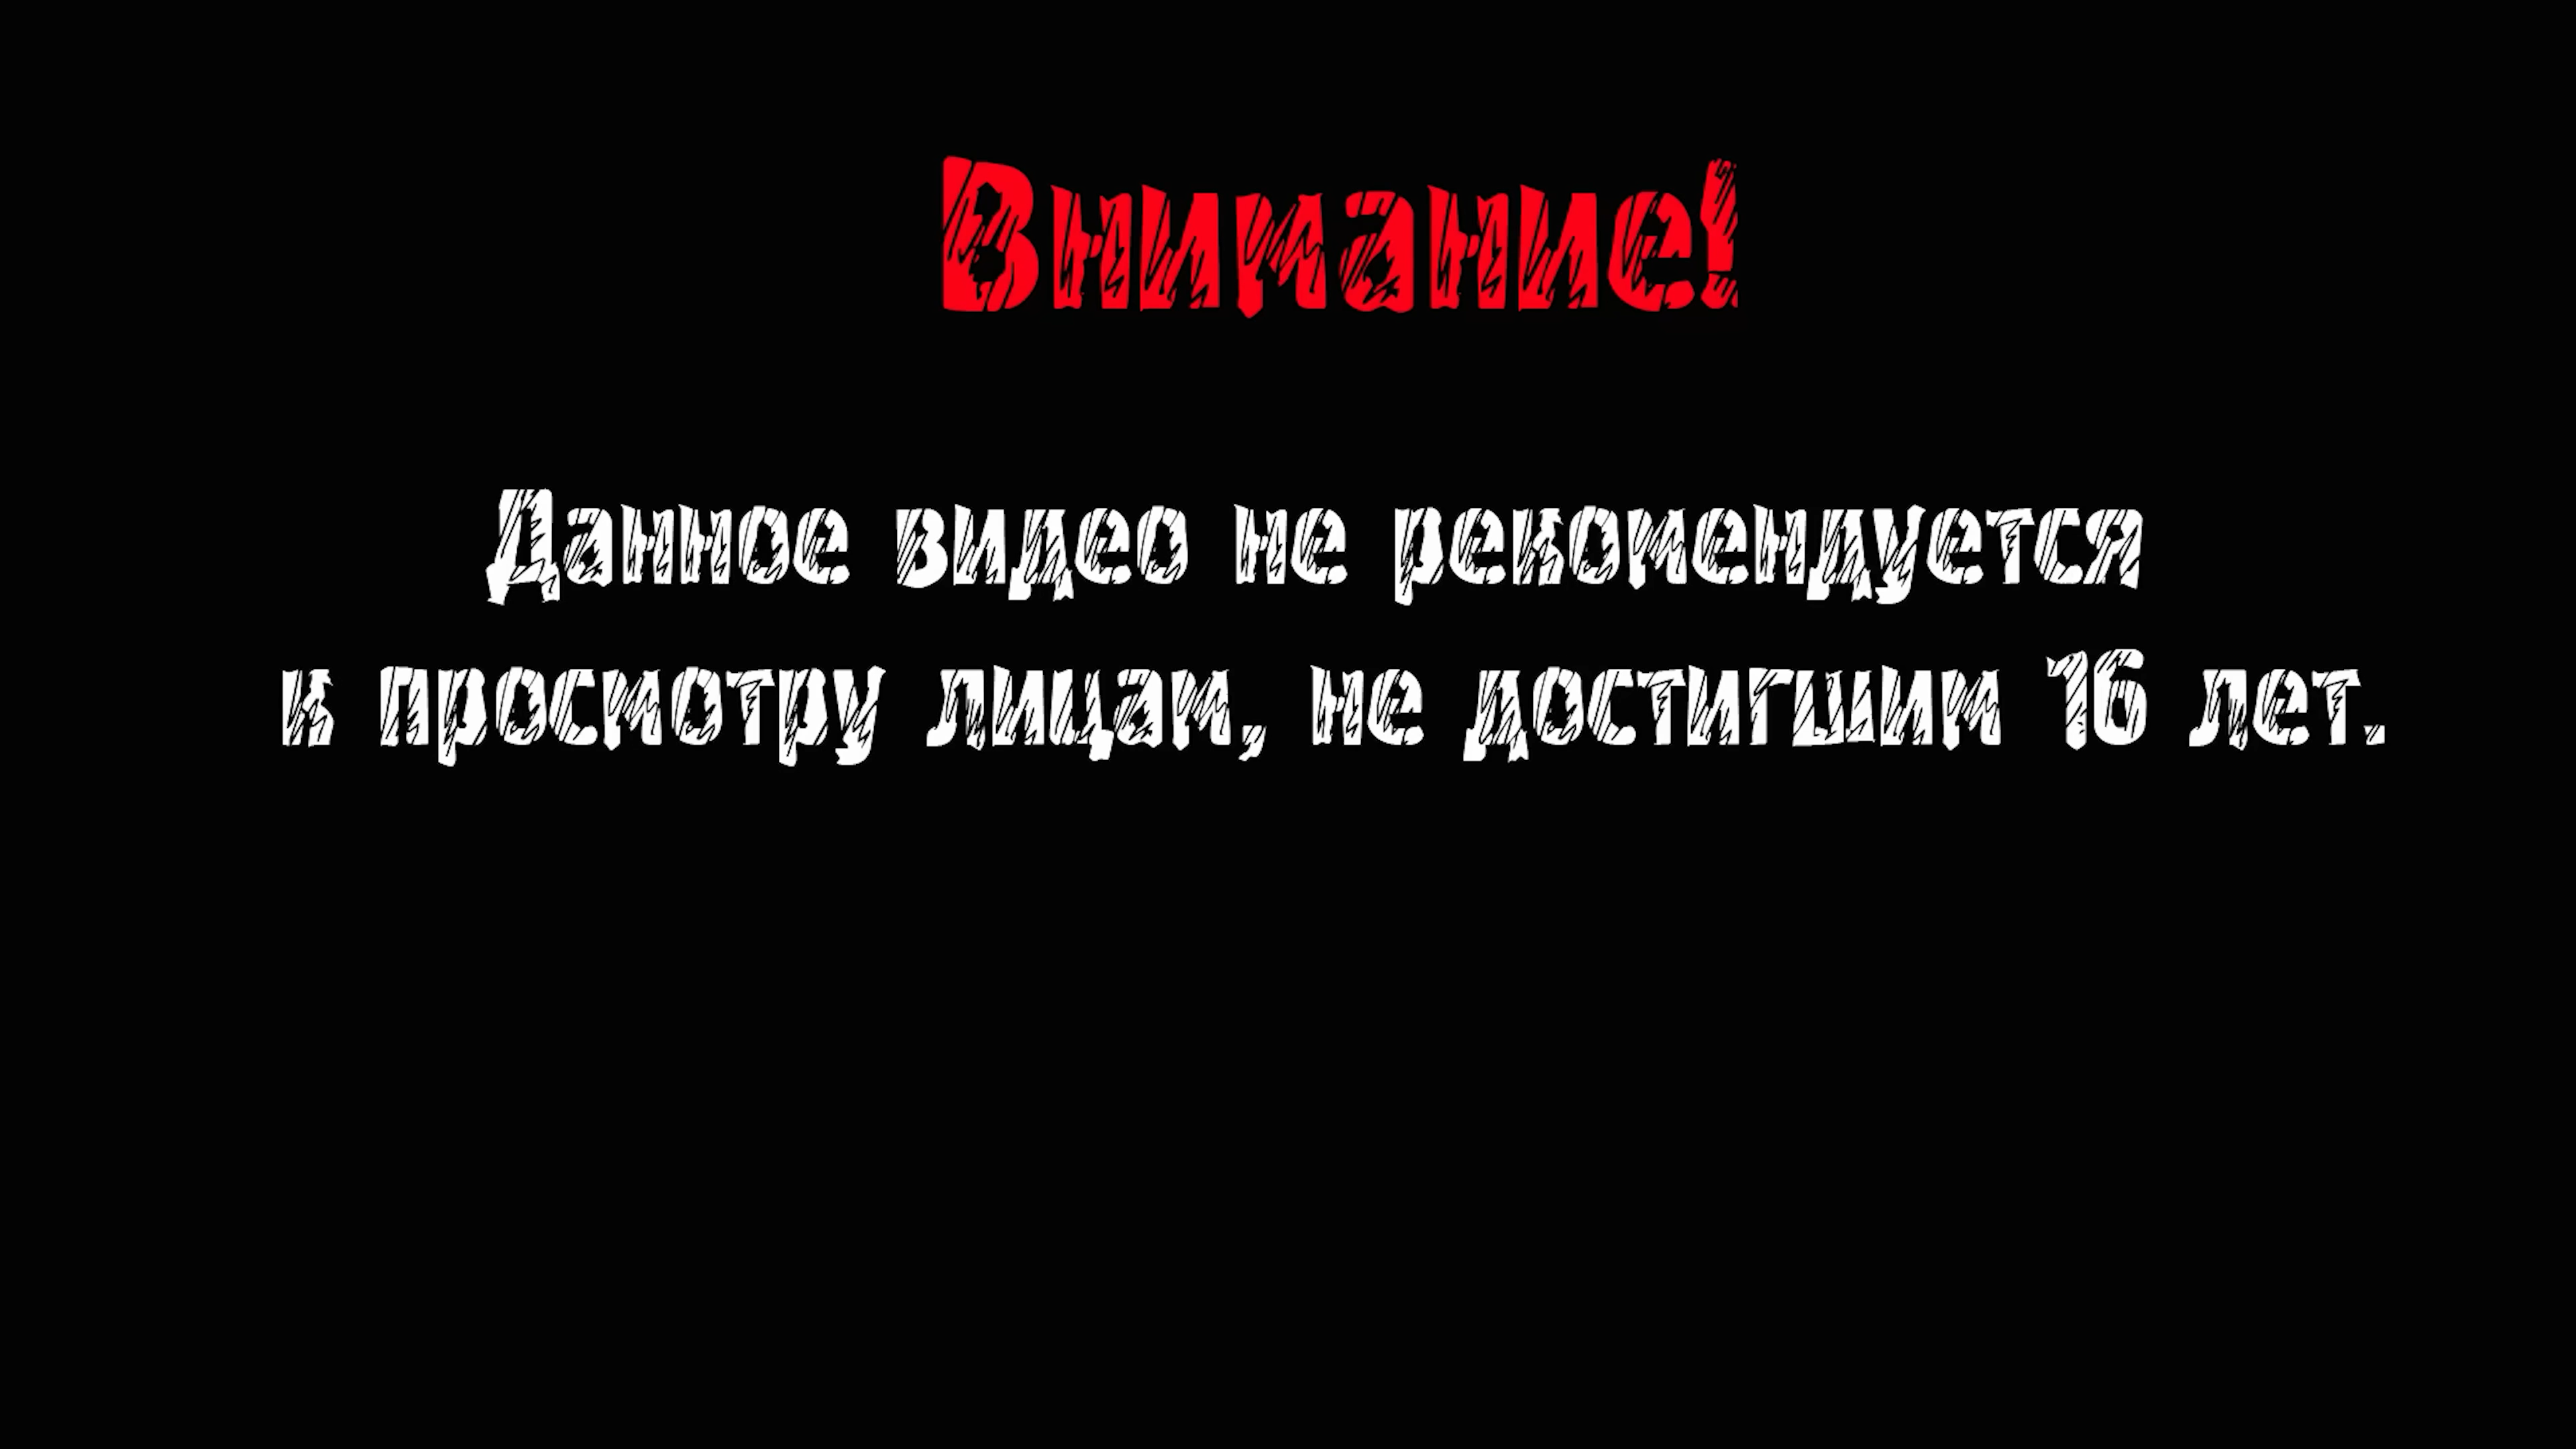 Внимание!
Данное видео не рекомендуется
к просмотру лицам, не достигшим 16 лет.